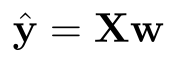 ŷ = Xw